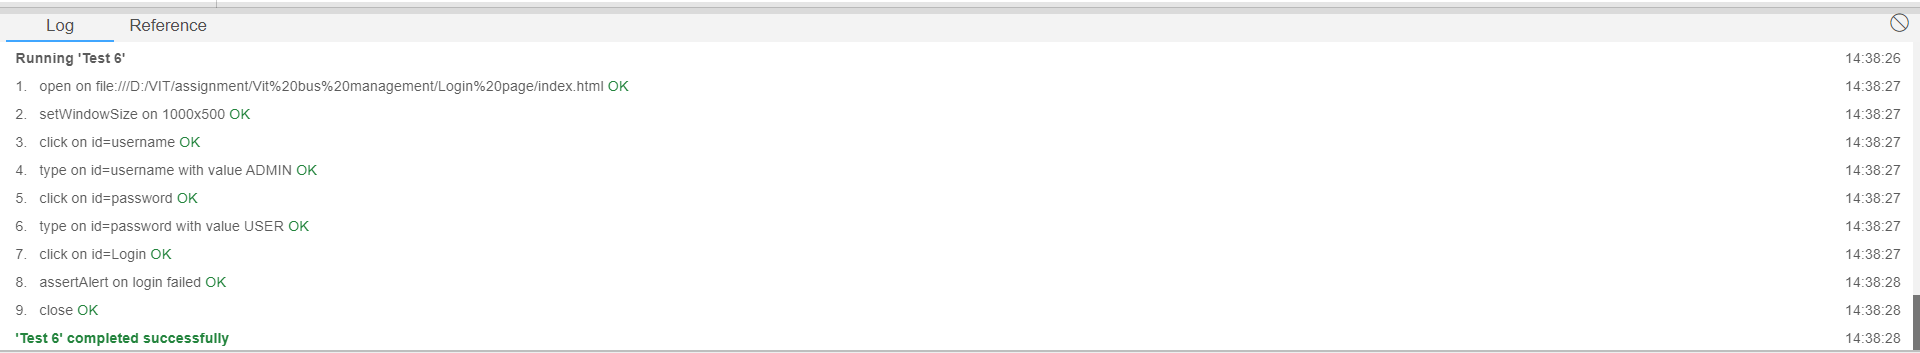 Log Reference
Running 'Test 6' 14:38:26
1. open on file:///D:/VIT/assignment/Vit%20bus%20management/Login%20page/index.html OK 14:38:27
2. setWindowSize on 1000x500 OK 14:38:27
3. click on id=username OK 14:38:27
4. type on id=username with value ADMIN OK 14:38:27
5. click on id=password OK 14:38:27
6. type on id=password with value USER OK 14:38:27
7. click on id=Login OK 14:38:27
8. assertAlert on login failed OK 14:38:28
9. close OK 14:38:28
'Test 6' completed successfully 14:38:28